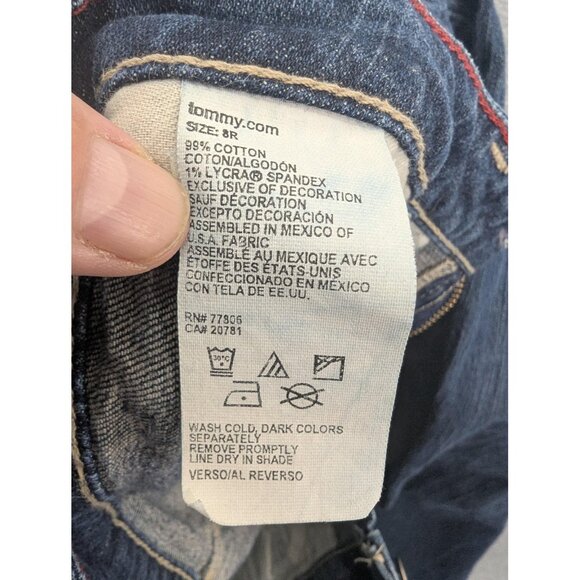 tommy.com
SIZE: 8R
99% COTTON
COTON/ALGODÓN
1% LYCRA® SPANDEX
EXCLUSIVE OF DECORATION
SAUF DÉCORATION
EXCEPTO DECORACIÓN
ASSEMBLED IN MEXICO OF
U.S.A. FABRIC
ASSEMBLÉ AU MEXIQUE AVEC
ÉTOFFE DES ÉTATS-UNIS
CONFECCIONADO EN MÉXICO
CON TELA DE EE.UU.
RN# 77806
CA# 20781
30°C
WASH COLD, DARK COLORS
SEPARATELY
REMOVE PROMPTLY
LINE DRY IN SHADE
VERSO/AL REVERSO